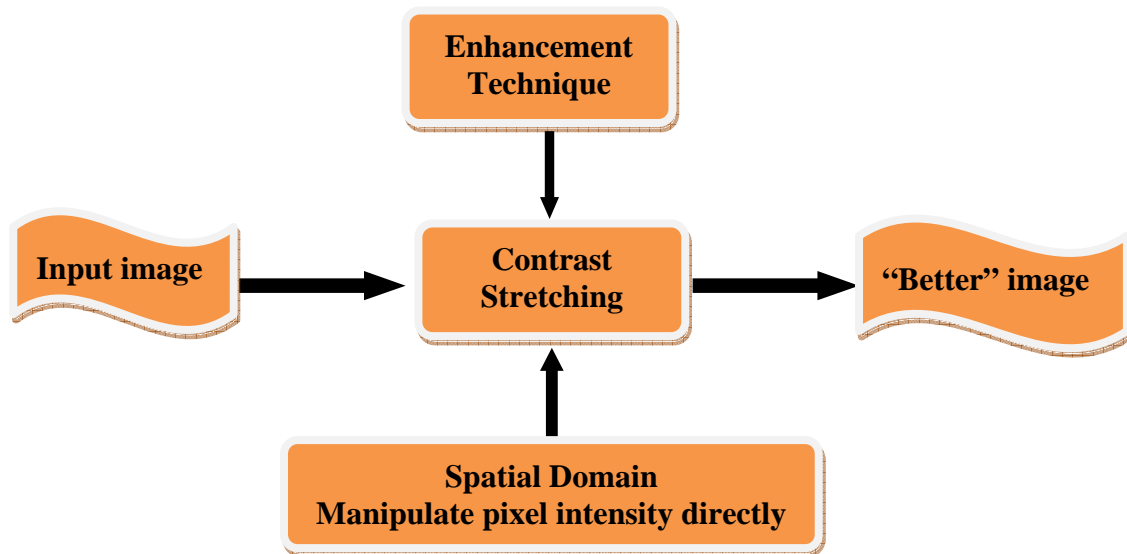 Enhancement
Technique
Input image
Contrast
Stretching
“Better” image
Spatial Domain
Manipulate pixel intensity directly